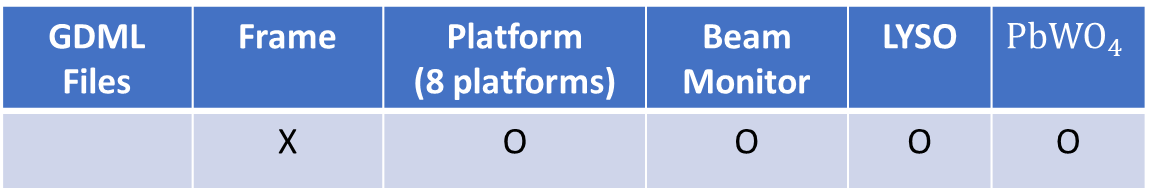 GDML Files Frame Platform (8 platforms) Beam Monitor LYSO PbWO₄
X O O O O